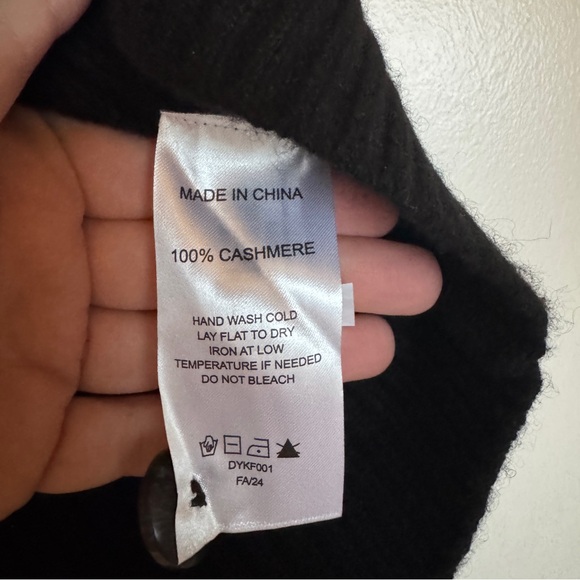 MADE IN CHINA
100% CASHMERE
HAND WASH COLD
LAY FLAT TO DRY
IRON AT LOW
TEMPERATURE IF NEEDED
DO NOT BLEACH
DYKF001
FA/24